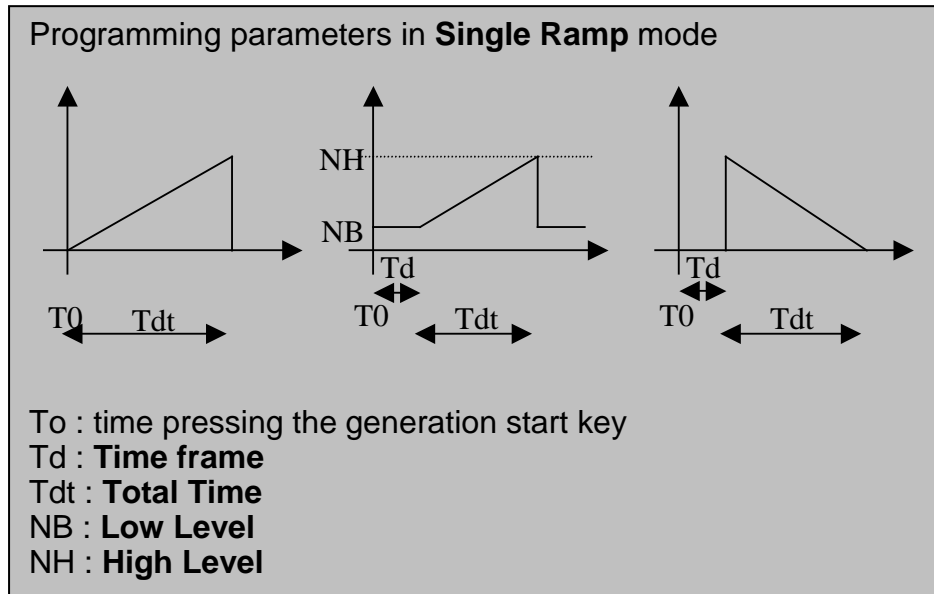 Programming parameters in Single Ramp mode
NH
NB
Td
Td
T0
Tdt
T0
Tdt
T0
Tdt
To : time pressing the generation start key
Td : Time frame
Tdt : Total Time
NB : Low Level
NH : High Level